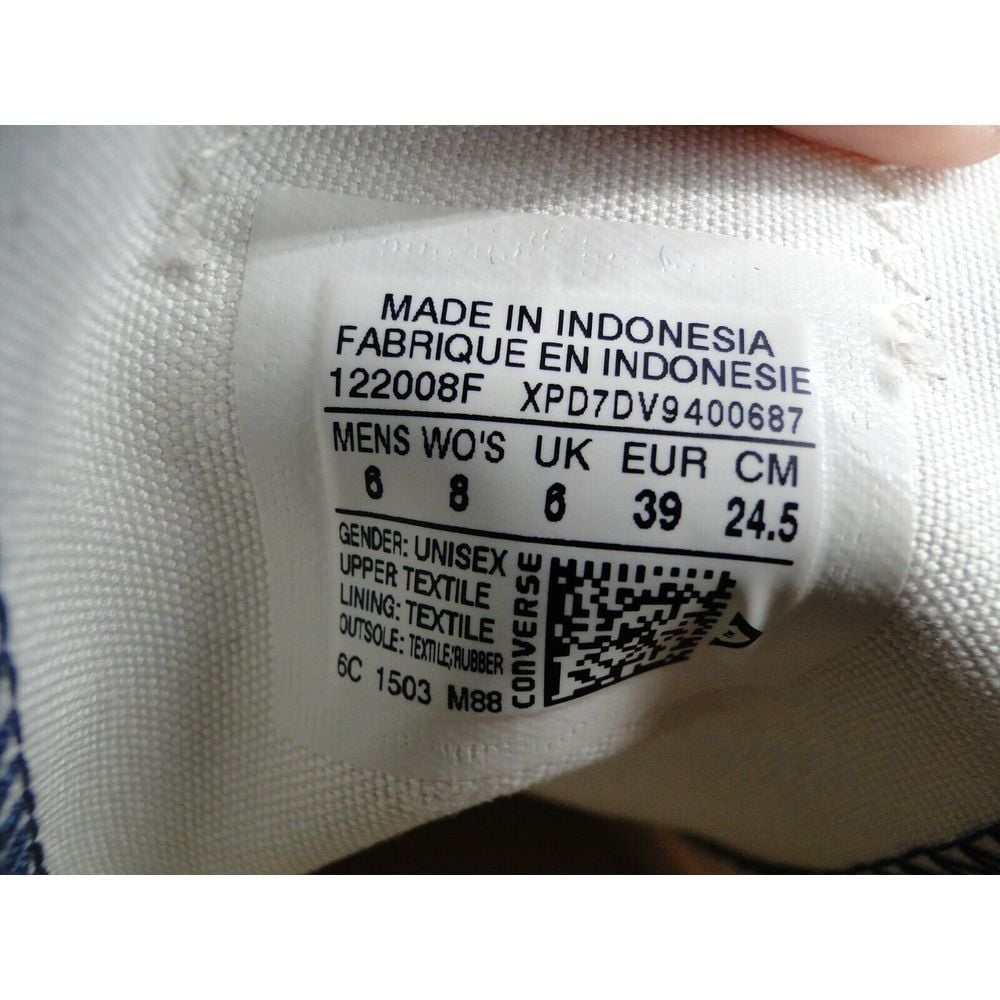 MADE IN INDONESIA
FABRIQUE EN INDONESIE
122008F XPD7DV9400687
MENS WO'S UK EUR CM
6 8 6 39 24.5
GENDER: UNISEX
UPPER TEXTILE
LINING: TEXTILE
OUTSOLE: TEXTILE/RUBBER
6C 1503 M88
CONVERSE